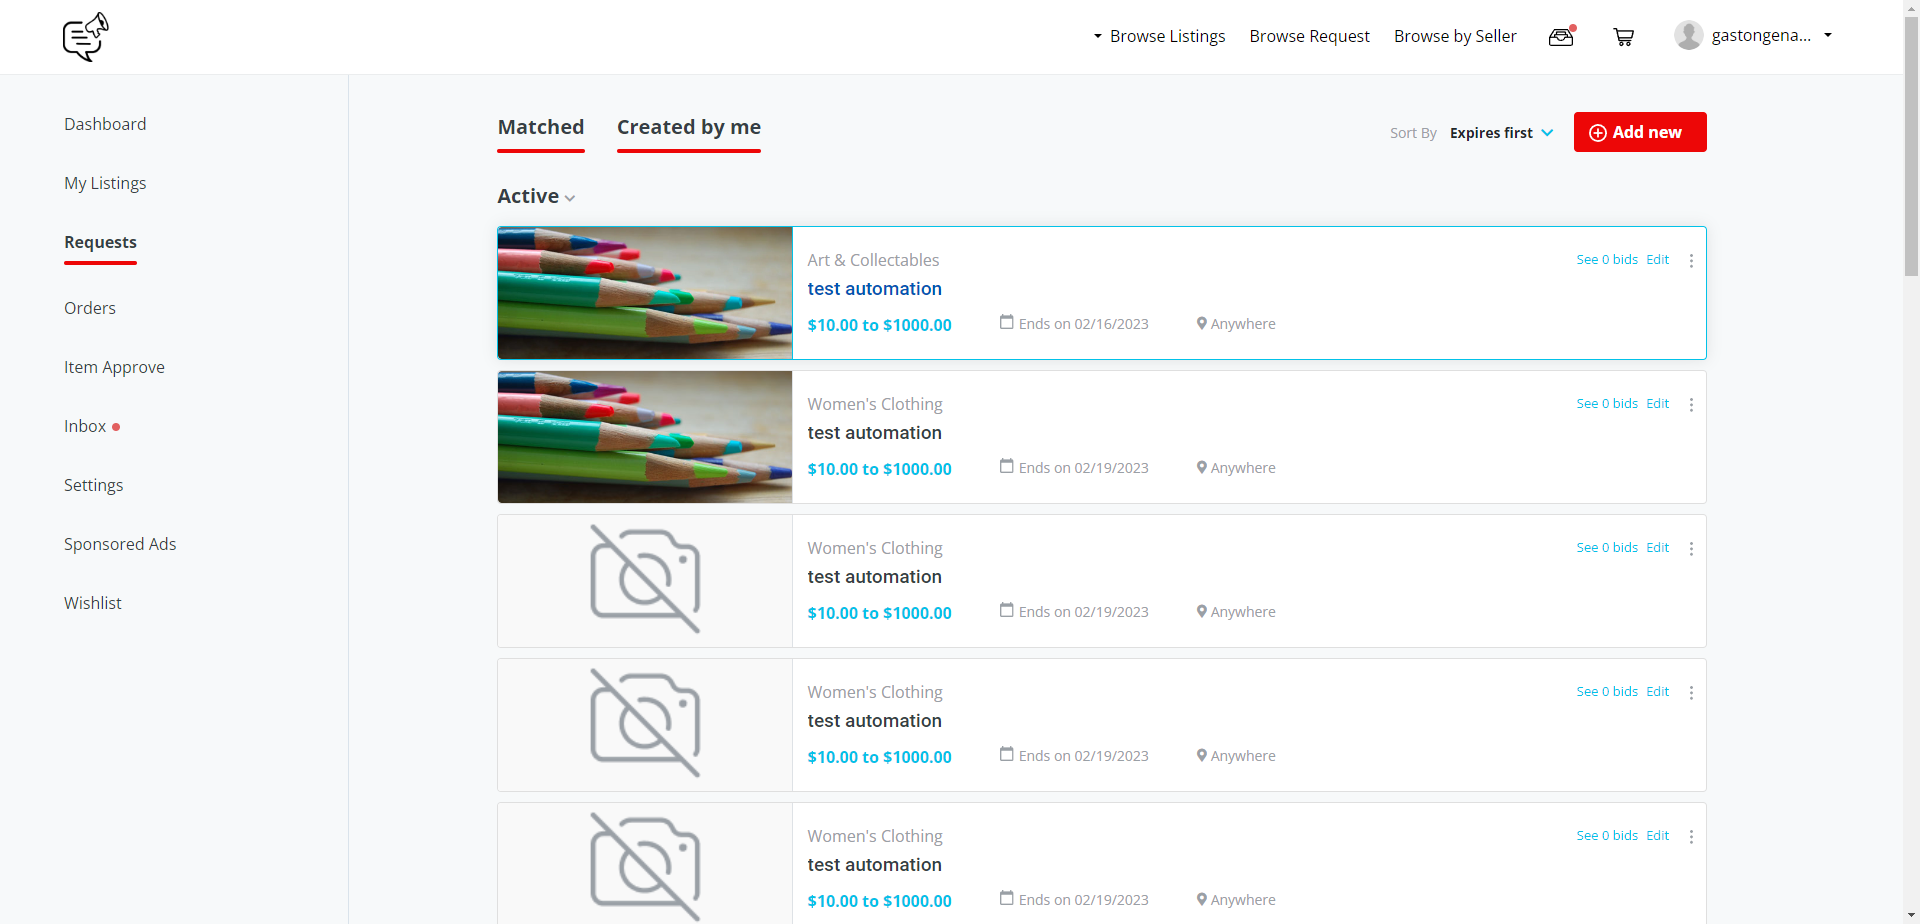 Browse Listings Browse Request Browse by Seller gastongena...
Dashboard
My Listings
Requests
Orders
Item Approve
Inbox
Settings
Sponsored Ads
Wishlist
Matched Created by me
Sort By Expires first Add new
Active
Art & Collectables See 0 bids Edit
test automation
$10.00 to $1000.00 Ends on 02/16/2023 Anywhere
Women's Clothing See 0 bids Edit
test automation
$10.00 to $1000.00 Ends on 02/19/2023 Anywhere
Women's Clothing See 0 bids Edit
test automation
$10.00 to $1000.00 Ends on 02/19/2023 Anywhere
Women's Clothing See 0 bids Edit
test automation
$10.00 to $1000.00 Ends on 02/19/2023 Anywhere
Women's Clothing See 0 bids Edit
test automation
$10.00 to $1000.00 Ends on 02/19/2023 Anywhere